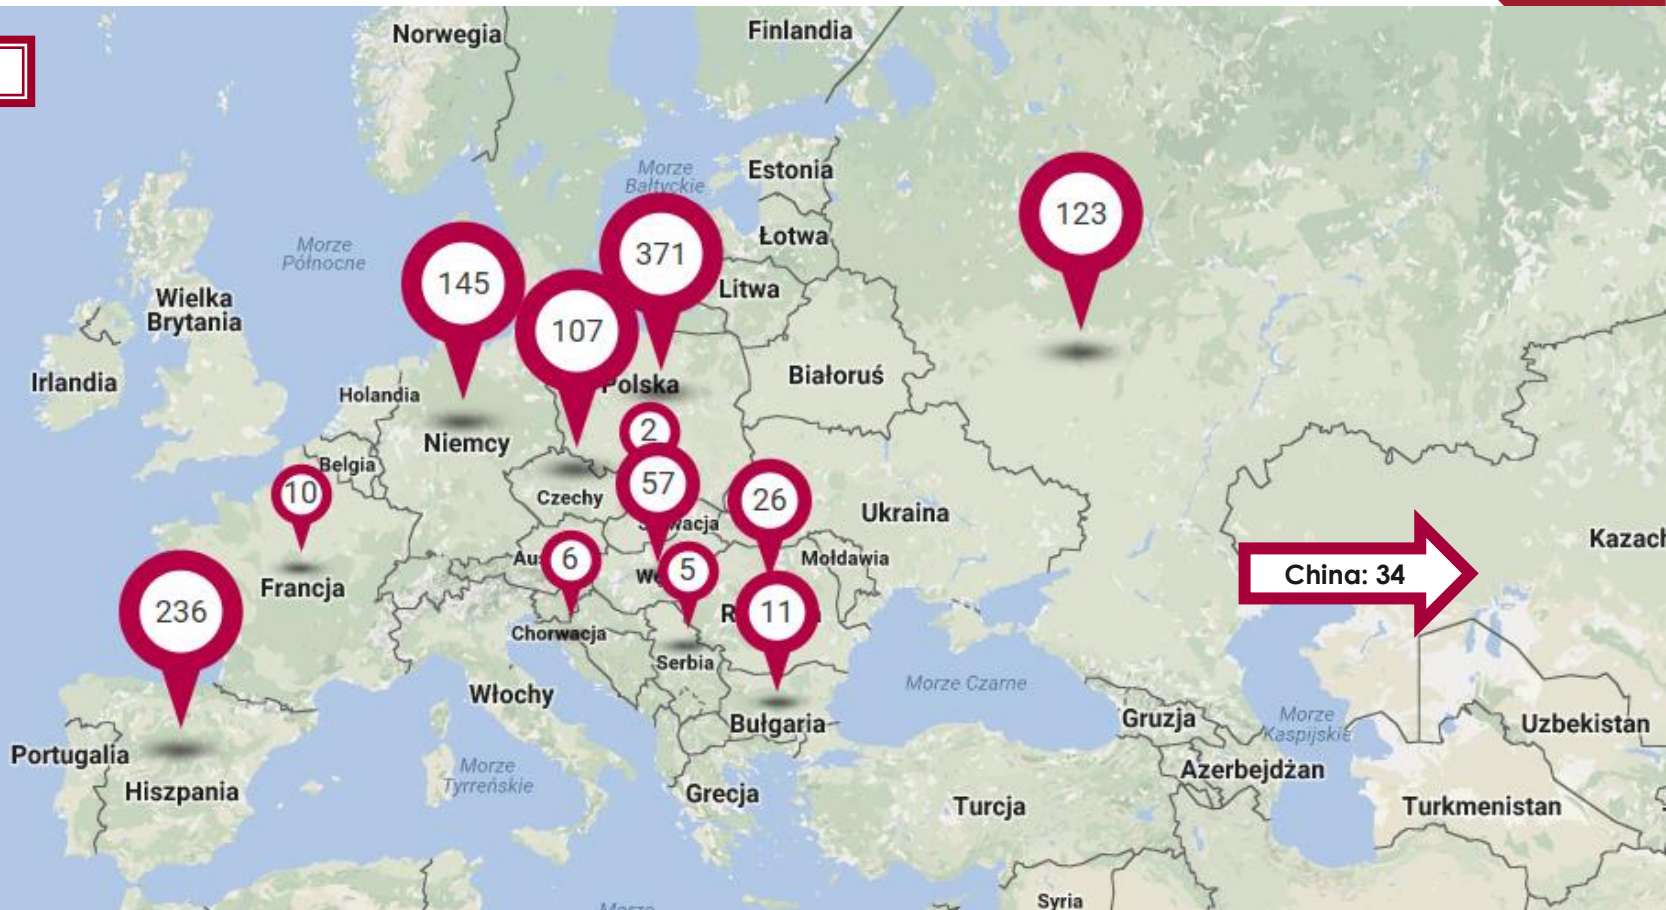 Norwegia
Finlandia
Morze
Bałtyckie
Estonia
123
371
Łotwa
Morze
Północne
145
Litwa
Wielka
Brytania
107
Białoruś
Irlandia
Holandia
Polska
2
Niemcy
Belgia
57
10
Czechy
26
Ukraina
Kazach
6
5
Mołdawia
China: 34
Francja
236
11
Chorwacja
Serbia
Włochy
Morze Czarne
Bułgaria
Gruzja
Morze
Kaspijskie
Uzbekistan
Portugalia
Hiszpania
Morze
Tyrreńskie
Azerbejdżan
Grecja
Turcja
Turkmenistan
Syria